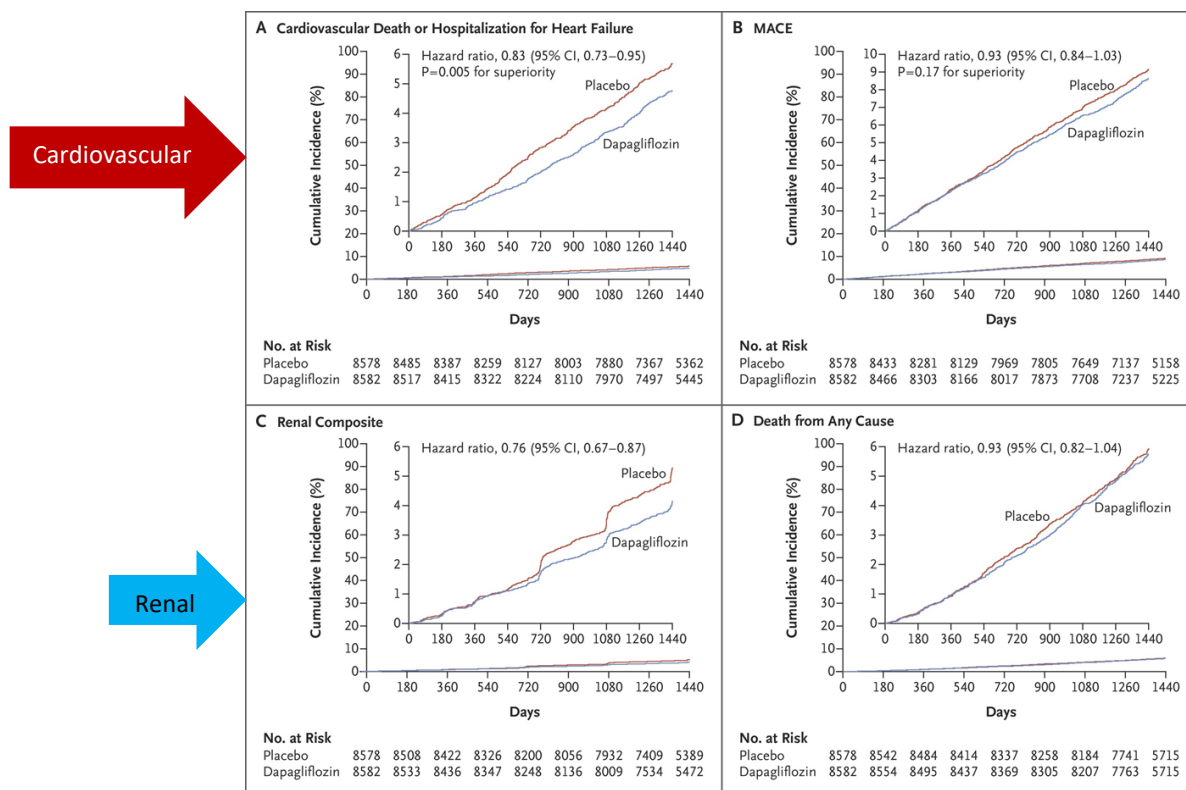 Cardiovascular
Renal
A Cardiovascular Death or Hospitalization for Heart Failure
Cumulative Incidence (%)
100
90
80
70
60
50
40
30
20
10
0
6
5
4
3
2
1
0
Hazard ratio, 0.83 (95% CI, 0.73–0.95)
P=0.005 for superiority
Placebo
Dapagliflozin
0 180 360 540 720 900 1080 1260 1440
0 180 360 540 720 900 1080 1260 1440
Days
No. at Risk
Placebo 8578 8485 8387 8259 8127 8003 7880 7367 5362
Dapagliflozin 8582 8517 8415 8322 8224 8110 7970 7497 5445
B MACE
Cumulative Incidence (%)
100
90
80
70
60
50
40
30
20
10
0
10
9
8
7
6
5
4
3
2
1
0
Hazard ratio, 0.93 (95% CI, 0.84–1.03)
P=0.17 for superiority
Placebo
Dapagliflozin
0 180 360 540 720 900 1080 1260 1440
0 180 360 540 720 900 1080 1260 1440
Days
No. at Risk
Placebo 8578 8433 8281 8129 7969 7805 7649 7137 5158
Dapagliflozin 8582 8466 8303 8166 8017 7873 7708 7237 5225
C Renal Composite
Cumulative Incidence (%)
100
90
80
70
60
50
40
30
20
10
0
6
5
4
3
2
1
0
Hazard ratio, 0.76 (95% CI, 0.67–0.87)
Placebo
Dapagliflozin
0 180 360 540 720 900 1080 1260 1440
0 180 360 540 720 900 1080 1260 1440
Days
No. at Risk
Placebo 8578 8508 8422 8326 8200 8056 7932 7409 5389
Dapagliflozin 8582 8533 8436 8347 8248 8136 8009 7534 5472
D Death from Any Cause
Cumulative Incidence (%)
100
90
80
70
60
50
40
30
20
10
0
6
5
4
3
2
1
0
Hazard ratio, 0.93 (95% CI, 0.82–1.04)
Placebo
Dapagliflozin
0 180 360 540 720 900 1080 1260 1440
0 180 360 540 720 900 1080 1260 1440
Days
No. at Risk
Placebo 8578 8542 8484 8414 8337 8258 8184 7741 5715
Dapagliflozin 8582 8554 8495 8437 8369 8305 8207 7763 5715